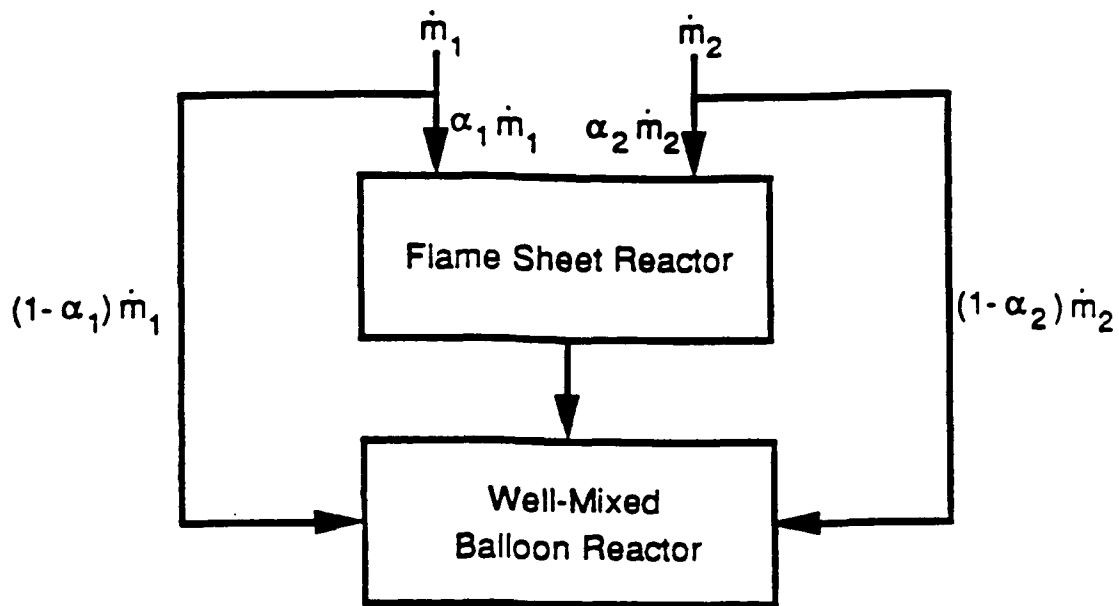 ṁ₁
ṁ₂
α₁ ṁ₁
α₂ ṁ₂
Flame Sheet Reactor
(1-α₁) ṁ₁
(1-α₂) ṁ₂
Well-Mixed
Balloon Reactor